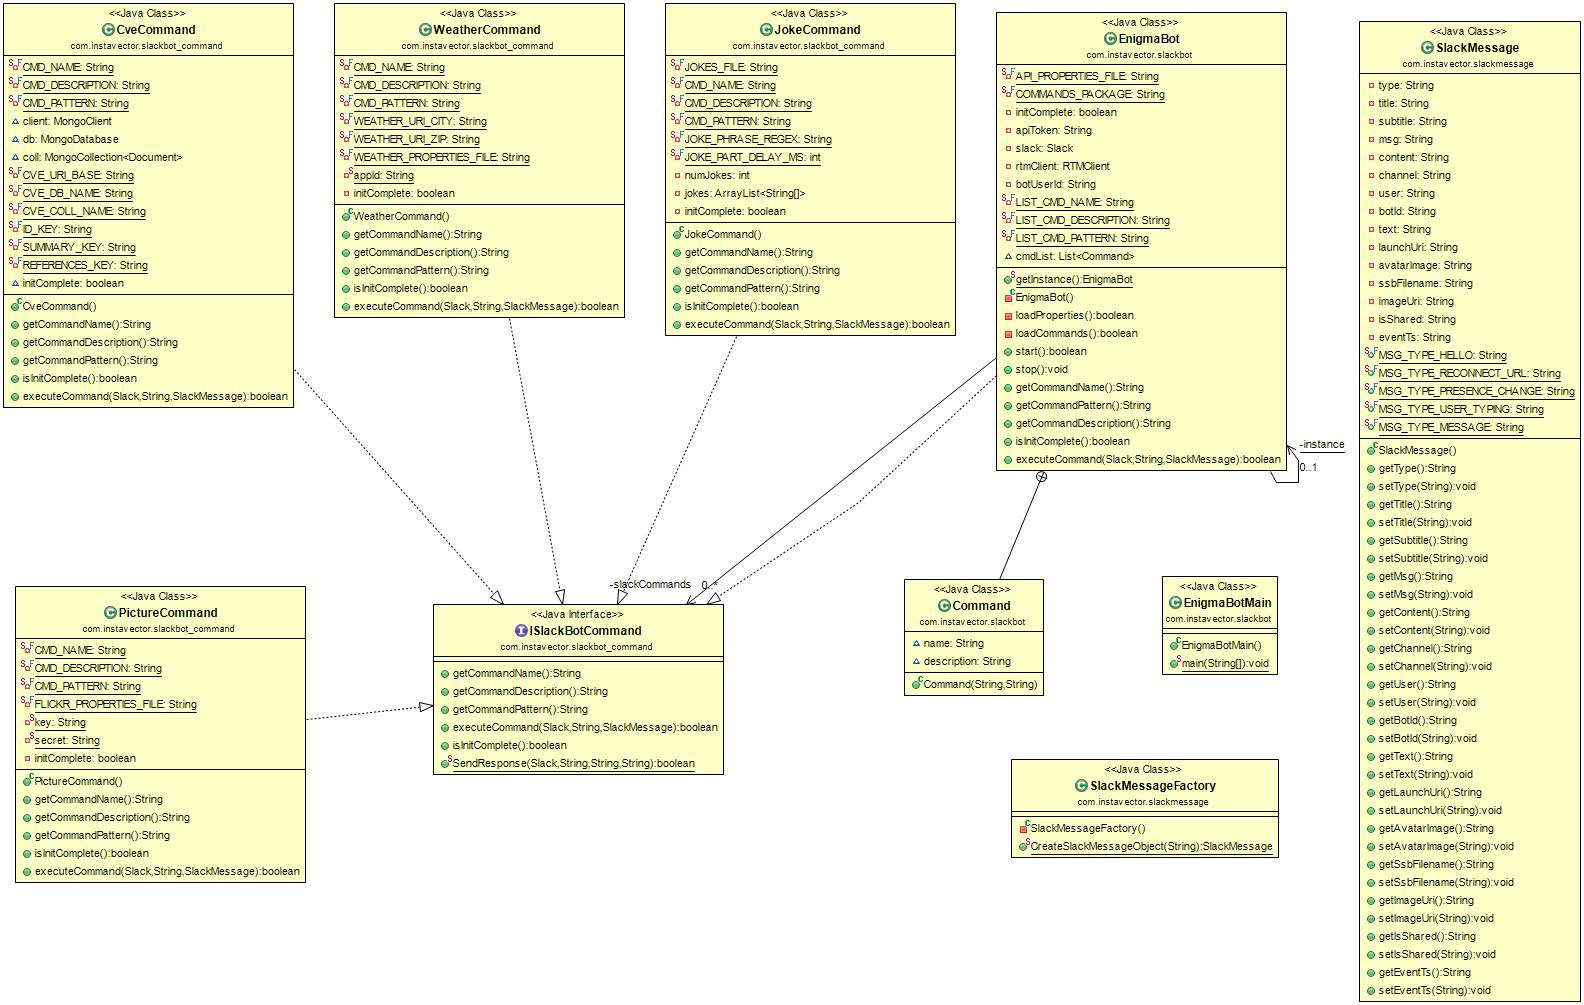 <<Java Class>>
CveCommand
com.instavector.slackbot_command
CMD_NAME: String
CMD_DESCRIPTION: String
CMD_PATTERN: String
client: MongoClient
db: MongoDatabase
coll: MongoCollection<Document>
CVE_URI_BASE: String
CVE_DB_NAME: String
CVE_COLL_NAME: String
ID_KEY: String
SUMMARY_KEY: String
REFERENCES_KEY: String
initComplete: boolean
CveCommand()
getCommandName():String
getCommandDescription():String
getCommandPattern():String
isInitComplete():boolean
executeCommand(Slack,String,SlackMessage):boolean
<<Java Class>>
WeatherCommand
com.instavector.slackbot_command
CMD_NAME: String
CMD_DESCRIPTION: String
CMD_PATTERN: String
WEATHER_URI_CITY: String
WEATHER_URI_ZIP: String
WEATHER_PROPERTIES_FILE: String
appId: String
initComplete: boolean
WeatherCommand()
getCommandName():String
getCommandDescription():String
getCommandPattern():String
isInitComplete():boolean
executeCommand(Slack,String,SlackMessage):boolean
<<Java Class>>
JokeCommand
com.instavector.slackbot_command
JOKES_FILE: String
CMD_NAME: String
CMD_DESCRIPTION: String
CMD_PATTERN: String
JOKE_PHRASE_REGEX: String
JOKE_PART_DELAY_MS: int
numJokes: int
jokes: ArrayList<String[]>
initComplete: boolean
JokeCommand()
getCommandName():String
getCommandDescription():String
getCommandPattern():String
isInitComplete():boolean
executeCommand(Slack,String,SlackMessage):boolean
<<Java Class>>
EnigmaBot
com.instavector.slackbot
API_PROPERTIES_FILE: String
COMMANDS_PACKAGE: String
initComplete: boolean
apiToken: String
slack: Slack
rtmClient: RTMClient
botUserId: String
LIST_CMD_NAME: String
LIST_CMD_DESCRIPTION: String
LIST_CMD_PATTERN: String
cmdList: List<Command>
getInstance():EnigmaBot
EnigmaBot()
loadProperties():boolean
loadCommands():boolean
start():boolean
stop():void
getCommandName():String
getCommandPattern():String
getCommandDescription():String
isInitComplete():boolean
executeCommand(Slack,String,SlackMessage):boolean
-instance
0..1
<<Java Class>>
SlackMessage
com.instavector.slackmessage
type: String
title: String
subtitle: String
msg: String
content: String
channel: String
user: String
botId: String
text: String
launchUri: String
avatarImage: String
ssbFilename: String
imageUri: String
isShared: String
eventTs: String
MSG_TYPE_HELLO: String
MSG_TYPE_RECONNECT_URL: String
MSG_TYPE_PRESENCE_CHANGE: String
MSG_TYPE_USER_TYPING: String
MSG_TYPE_MESSAGE: String
SlackMessage()
getType():String
setType(String):void
getTitle():String
setTitle(String):void
getSubtitle():String
setSubtitle(String):void
getMsg():String
setMsg(String):void
getContent():String
setContent(String):void
getChannel():String
setChannel(String):void
getUser():String
setUser(String):void
getBotId():String
setBotId(String):void
getText():String
setText(String):void
getLaunchUri():String
setLaunchUri(String):void
getAvatarImage():String
setAvatarImage(String):void
getSsbFilename():String
setSsbFilename(String):void
getImageUri():String
setImageUri(String):void
getIsShared():String
setIsShared(String):void
getEventTs():String
setEventTs(String):void
<<Java Class>>
PictureCommand
com.instavector.slackbot_command
CMD_NAME: String
CMD_DESCRIPTION: String
CMD_PATTERN: String
FLICKR_PROPERTIES_FILE: String
key: String
secret: String
initComplete: boolean
PictureCommand()
getCommandName():String
getCommandDescription():String
getCommandPattern():String
isInitComplete():boolean
executeCommand(Slack,String,SlackMessage):boolean
-slackCommands 0..*
<<Java Interface>>
ISlackBotCommand
com.instavector.slackbot_command
getCommandName():String
getCommandDescription():String
getCommandPattern():String
executeCommand(Slack,String,SlackMessage):boolean
isInitComplete():boolean
SendResponse(Slack,String,String,String):boolean
<<Java Class>>
Command
com.instavector.slackbot
name: String
description: String
Command(String,String)
<<Java Class>>
EnigmaBotMain
com.instavector.slackbot
EnigmaBotMain()
main(String[]):void
<<Java Class>>
SlackMessageFactory
com.instavector.slackmessage
SlackMessageFactory()
CreateSlackMessageObject(String):SlackMessage